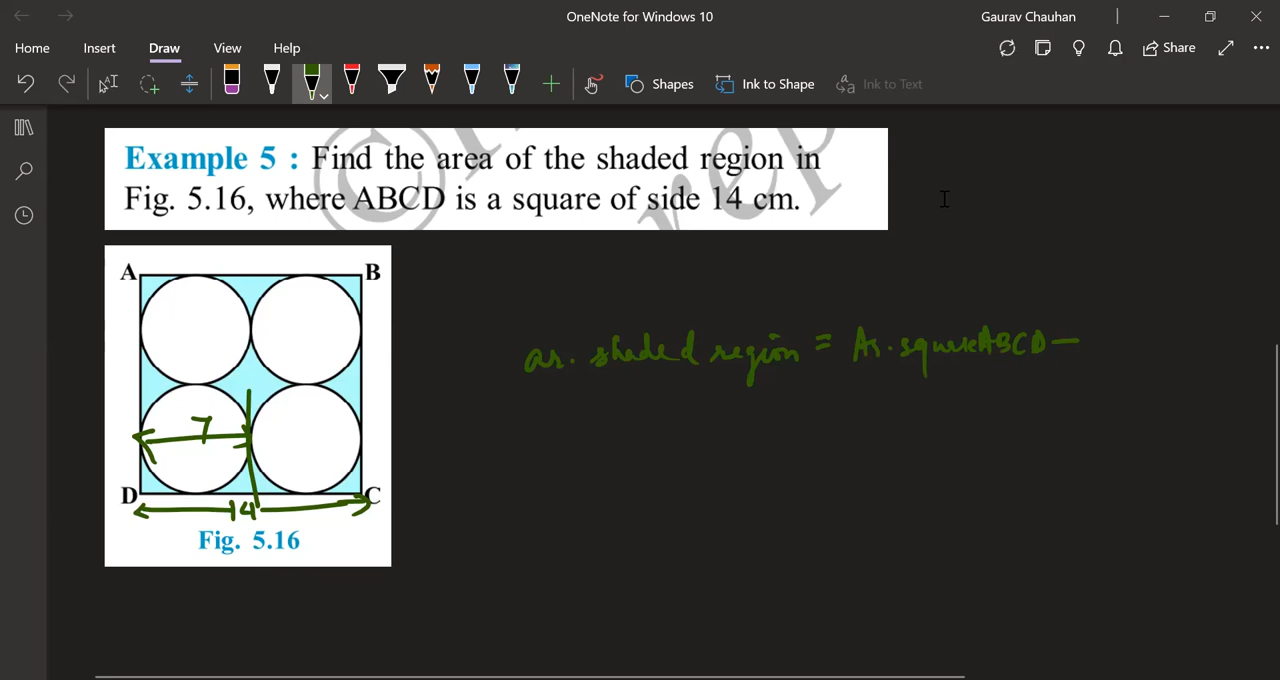 OneNote for Windows 10
Gaurav Chauhan
Home Insert Draw View Help
Share
Shapes
Ink to Shape
Ink to Text
Example 5 : Find the area of the shaded region in
Fig. 5.16, where ABCD is a square of side 14 cm.
A B
7
D C
14
Fig. 5.16
ar. shaded region = Ar. squreABCD —